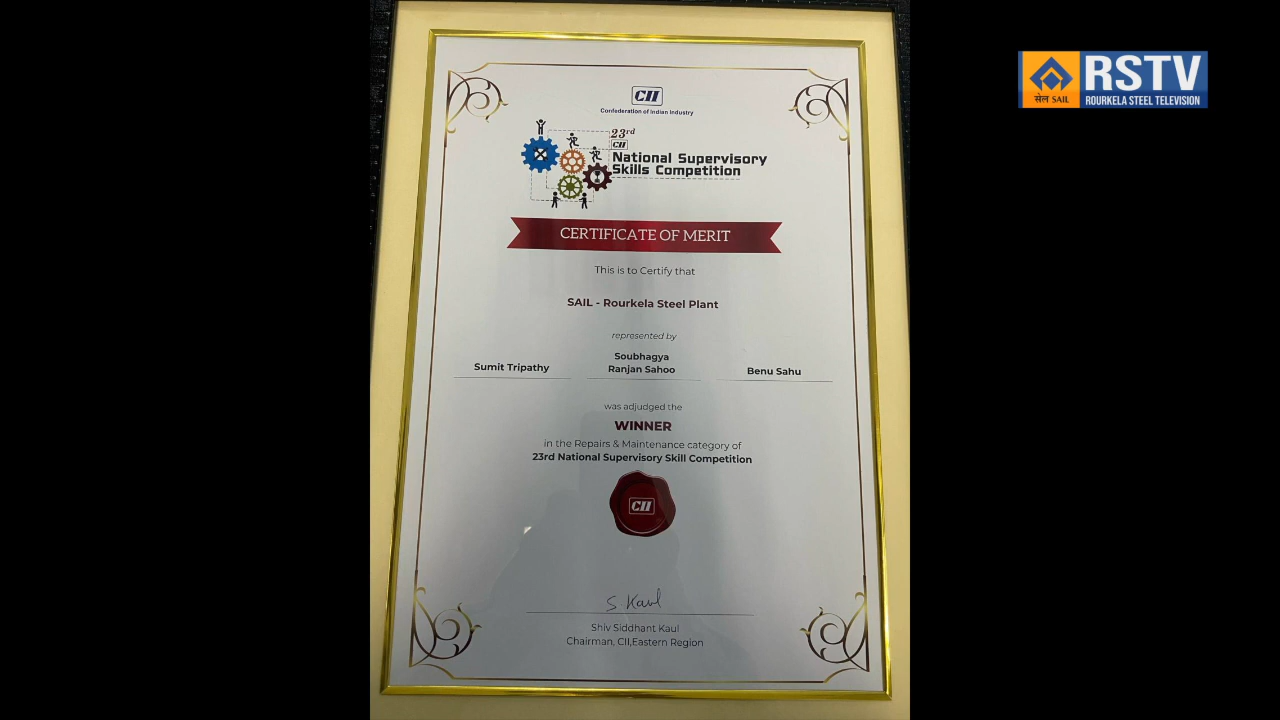 CII
Confederation of Indian Industry
23rd
CII
National Supervisory
Skills Competition
CERTIFICATE OF MERIT
This is to Certify that
SAIL - Rourkela Steel Plant
represented by
Sumit Tripathy
Soubhagya
Ranjan Sahoo
Benu Sahu
was adjudged the
WINNER
in the Repairs & Maintenance category of
23rd National Supervisory Skill Competition
CII
S Kaul
Shiv Siddhant Kaul
Chairman, CII,Eastern Region
सेल SAIL
RSTV
ROURKELA STEEL TELEVISION